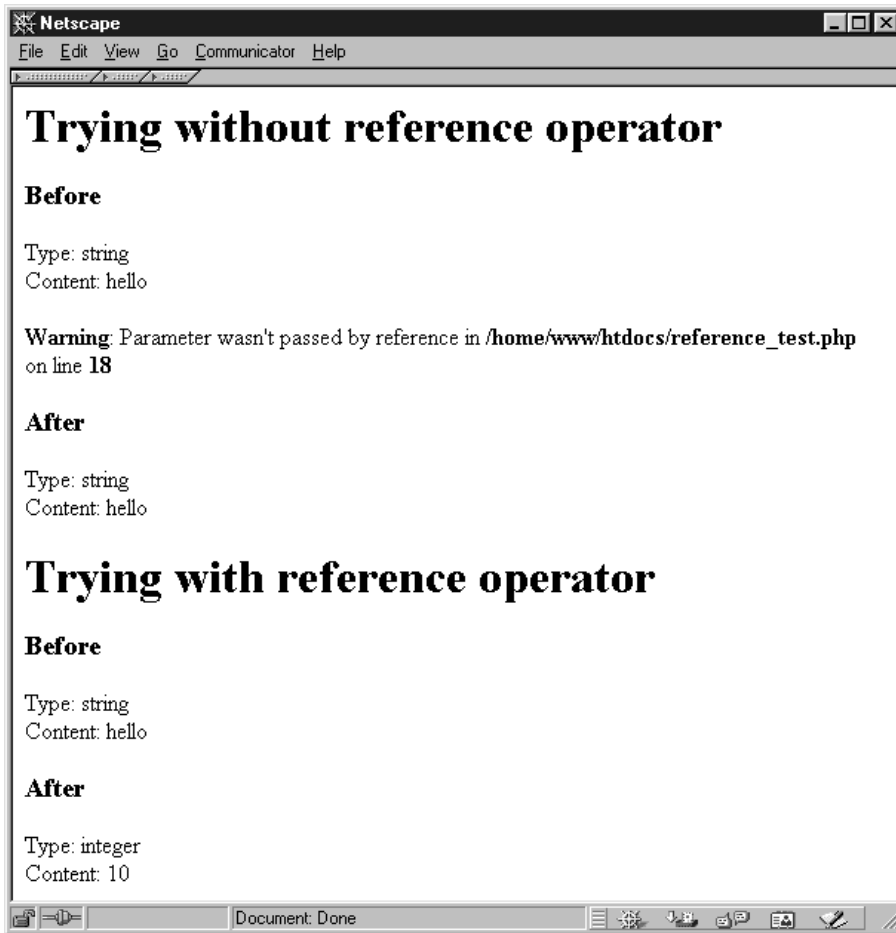 Netscape
File Edit View Go Communicator Help
Trying without reference operator
Before
Type: string
Content: hello
Warning: Parameter wasn't passed by reference in /home/www/htdocs/reference_test.php
on line 18
After
Type: string
Content: hello
Trying with reference operator
Before
Type: string
Content: hello
After
Type: integer
Content: 10
Document: Done